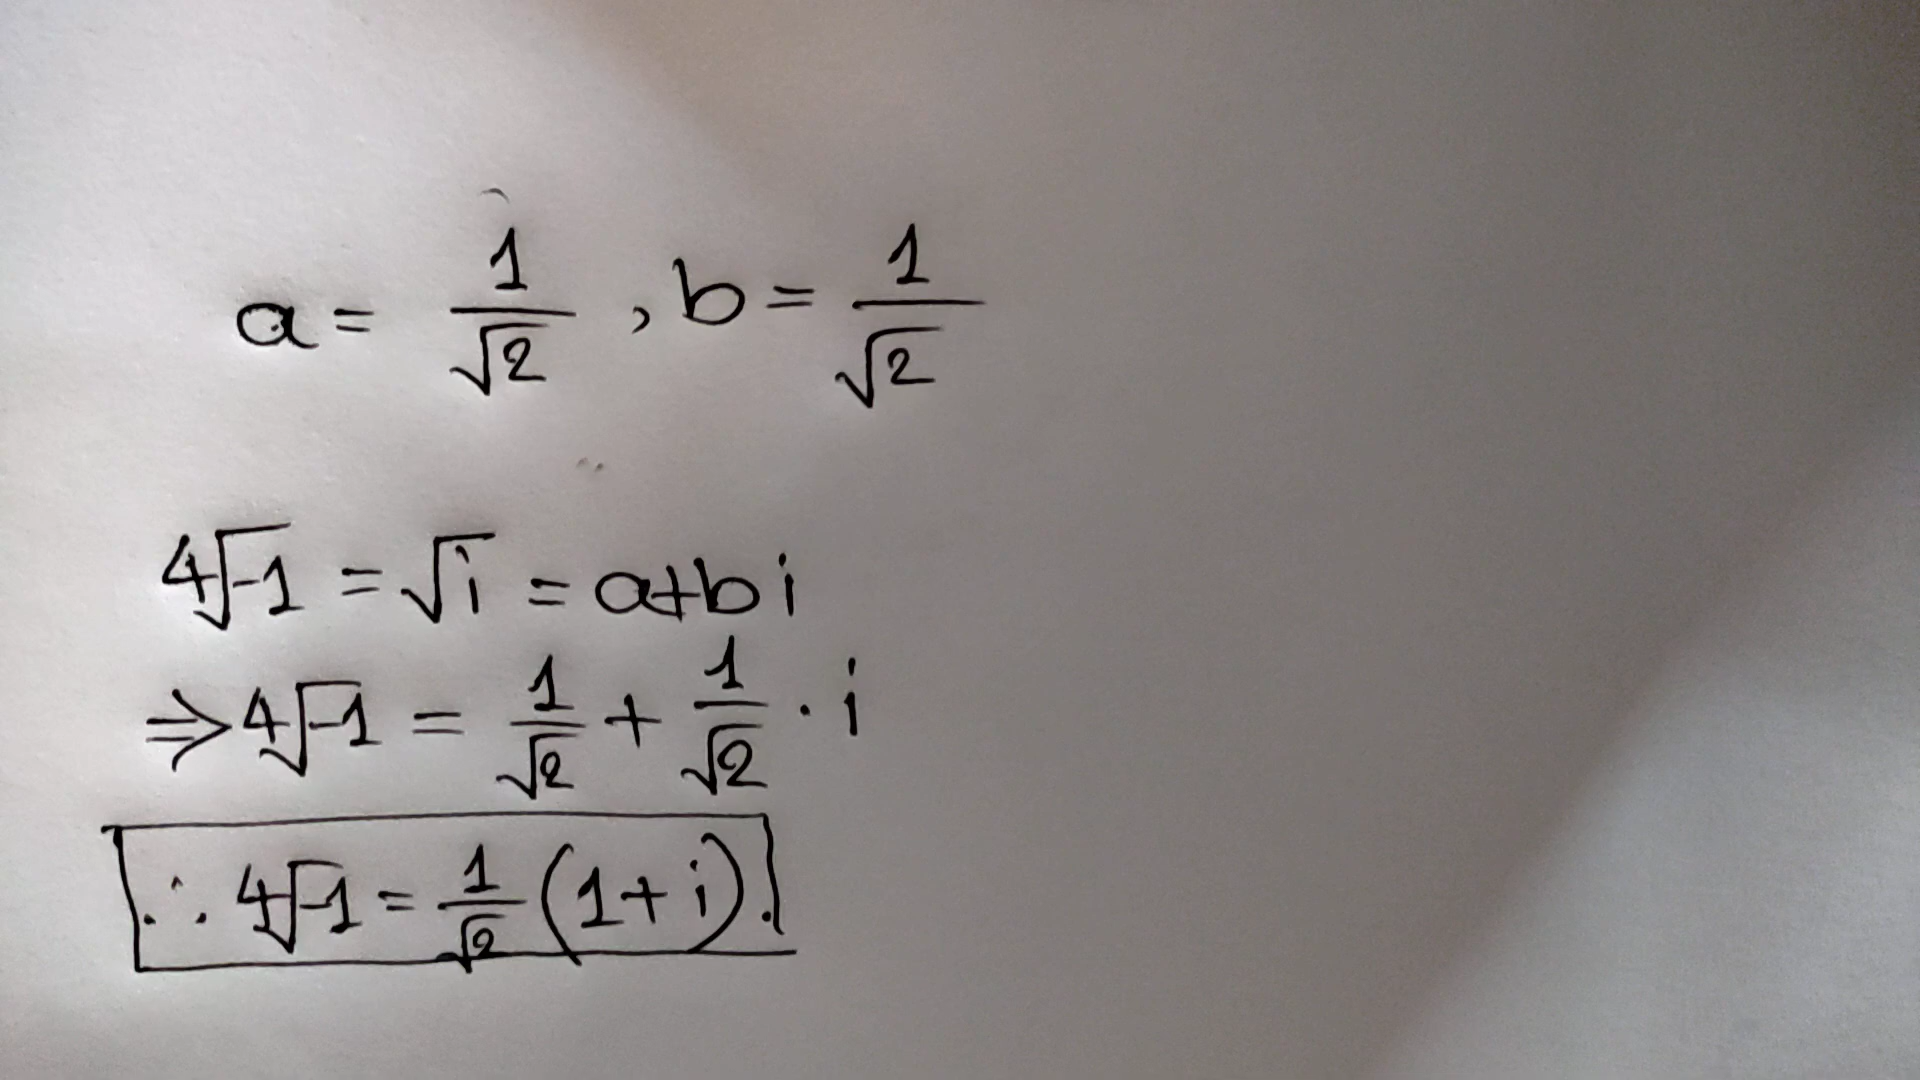 a = 1/√2 , b = 1/√2
4√-1 = √i = a+bi
⇒ 4√-1 = 1/√2 + 1/√2 · i
∴ 4√-1 = 1/√2 (1+i).